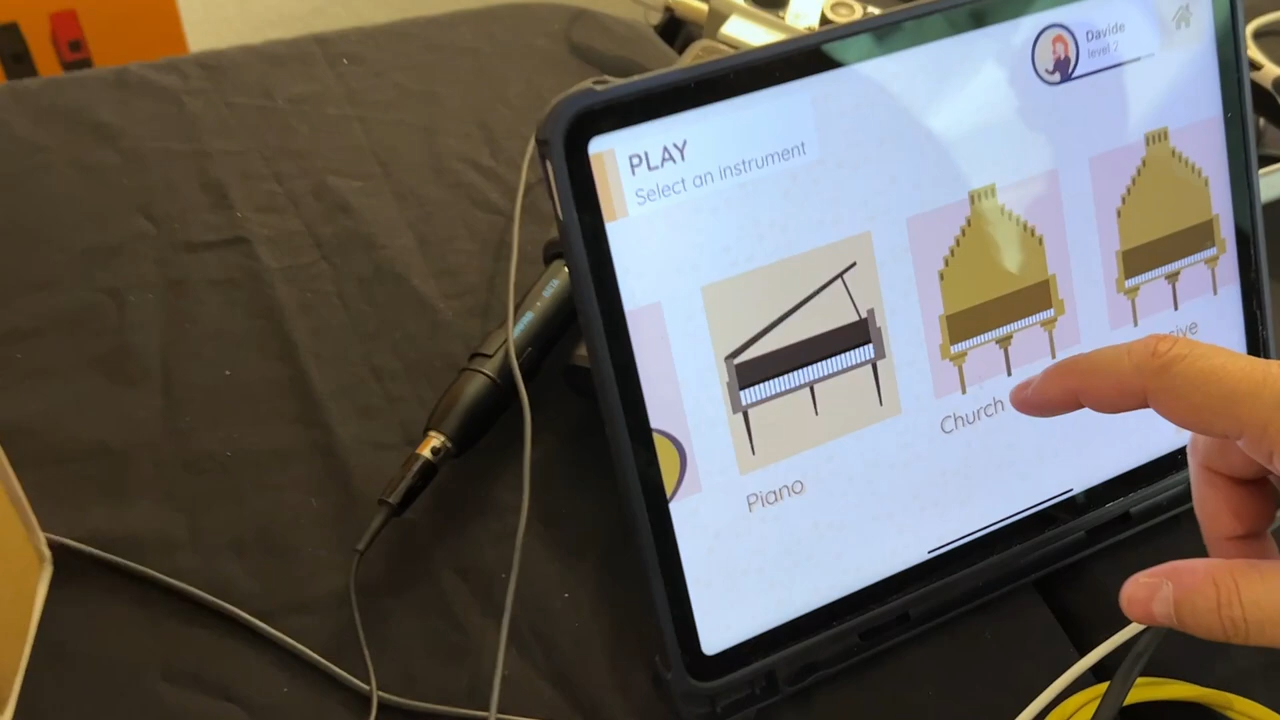 Davide
level 2
PLAY
Select an instrument
Church
Piano